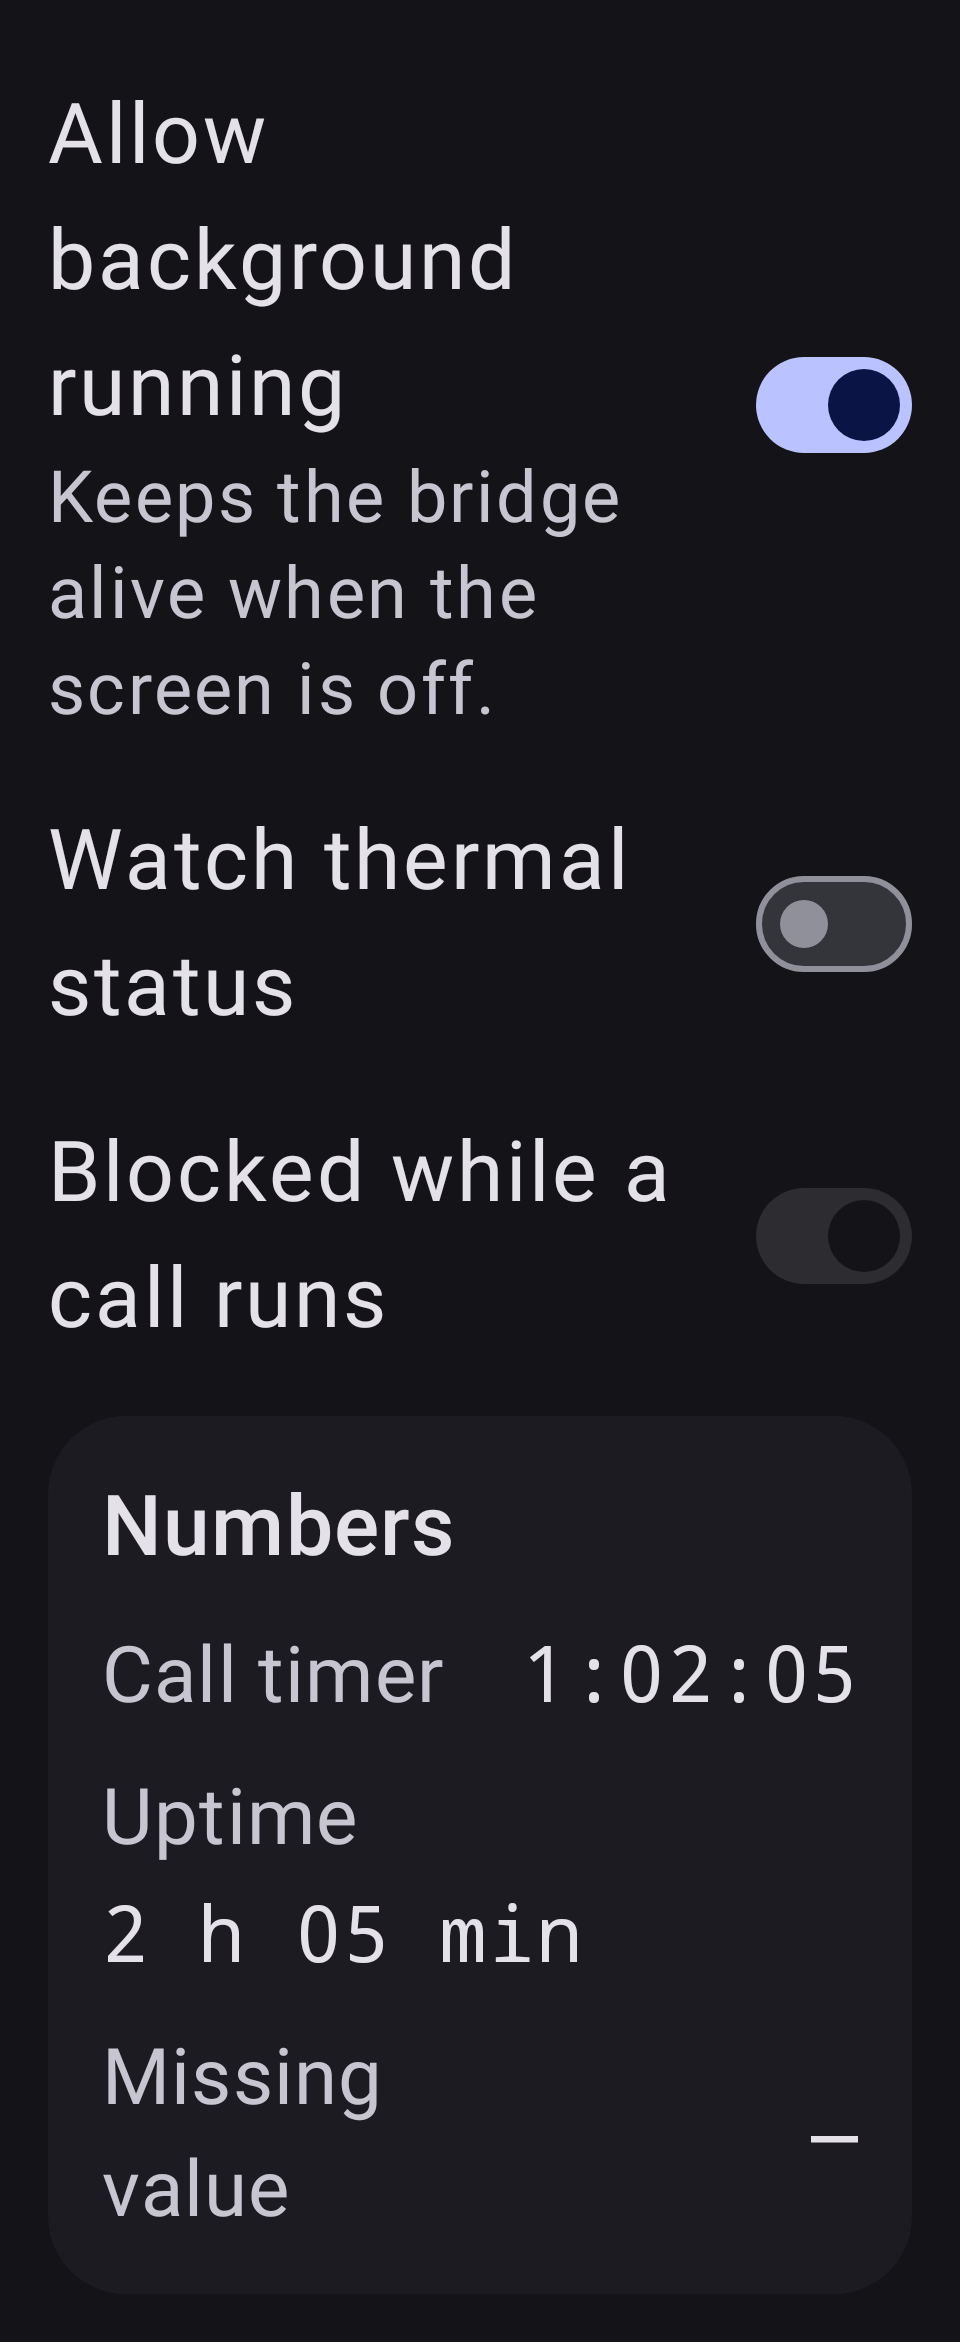 Allow
background
running
Keeps the bridge
alive when the
screen is off.
Watch thermal
status
Blocked while a
call runs
Numbers
Call timer 1:02:05
Uptime
2 h 05 min
Missing
value
—